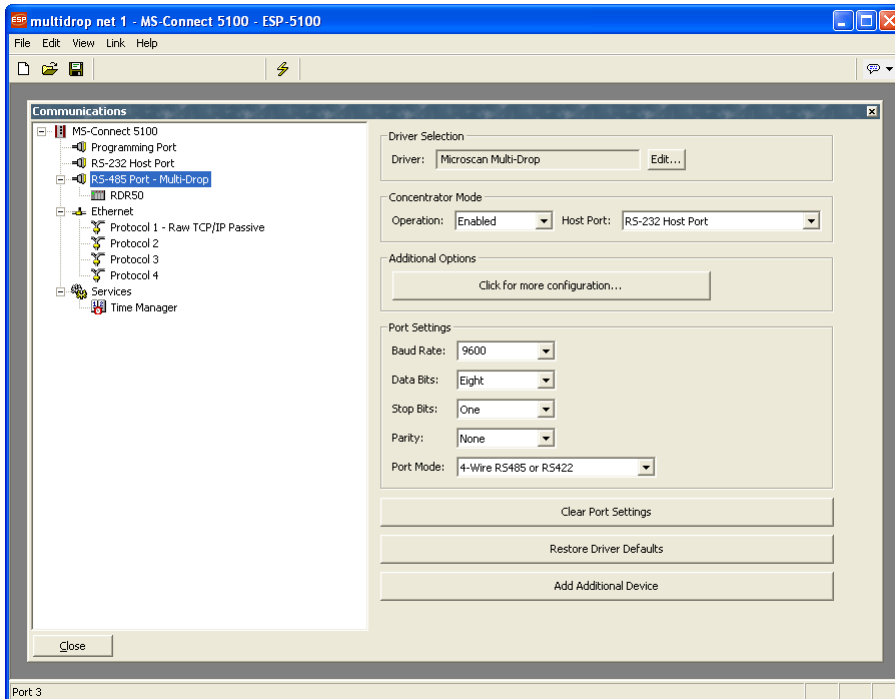 ESP multidrop net 1 - MS-Connect 5100 - ESP-5100
File Edit View Link Help
Communications
MS-Connect 5100
Programming Port
RS-232 Host Port
RS-485 Port - Multi-Drop
RDR50
Ethernet
Protocol 1 - Raw TCP/IP Passive
Protocol 2
Protocol 3
Protocol 4
Services
Time Manager
Driver Selection
Driver: Microscan Multi-Drop Edit...
Concentrator Mode
Operation: Enabled Host Port: RS-232 Host Port
Additional Options
Click for more configuration...
Port Settings
Baud Rate: 9600
Data Bits: Eight
Stop Bits: One
Parity: None
Port Mode: 4-Wire RS485 or RS422
Clear Port Settings
Restore Driver Defaults
Add Additional Device
Close
Port 3